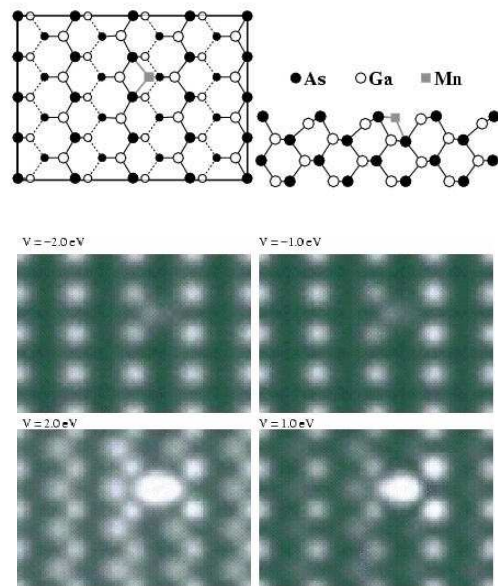 As Ga Mn
V = −2.0 eV V = −1.0 eV
V = 2.0 eV V = 1.0 eV